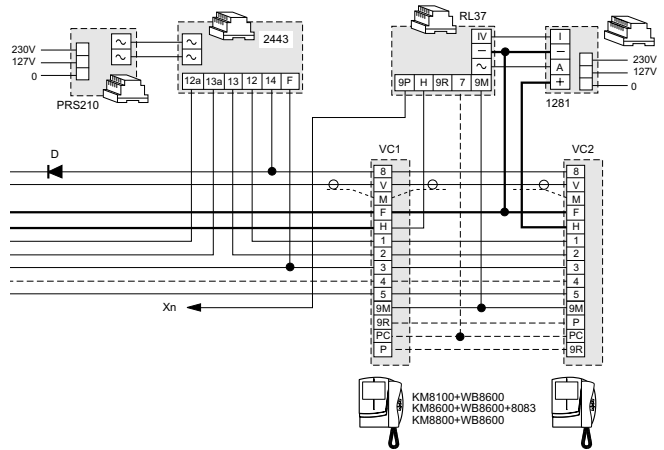 RL37
2443
IV
I
230V
127V
0
PRS210
~
~
~
~
−
−
~
A
+
230V
127V
0
1281
12a 13a 13 12 14 F
9P H 9R 7 9M
D
VC1
VC2
8
V
M
F
H
1
2
3
4
5
9M
9R
PC
P
8
V
M
F
H
1
2
3
4
5
9M
P
PC
9R
Xn
KM8100+WB8600
KM8600+WB8600+8083
KM8800+WB8600